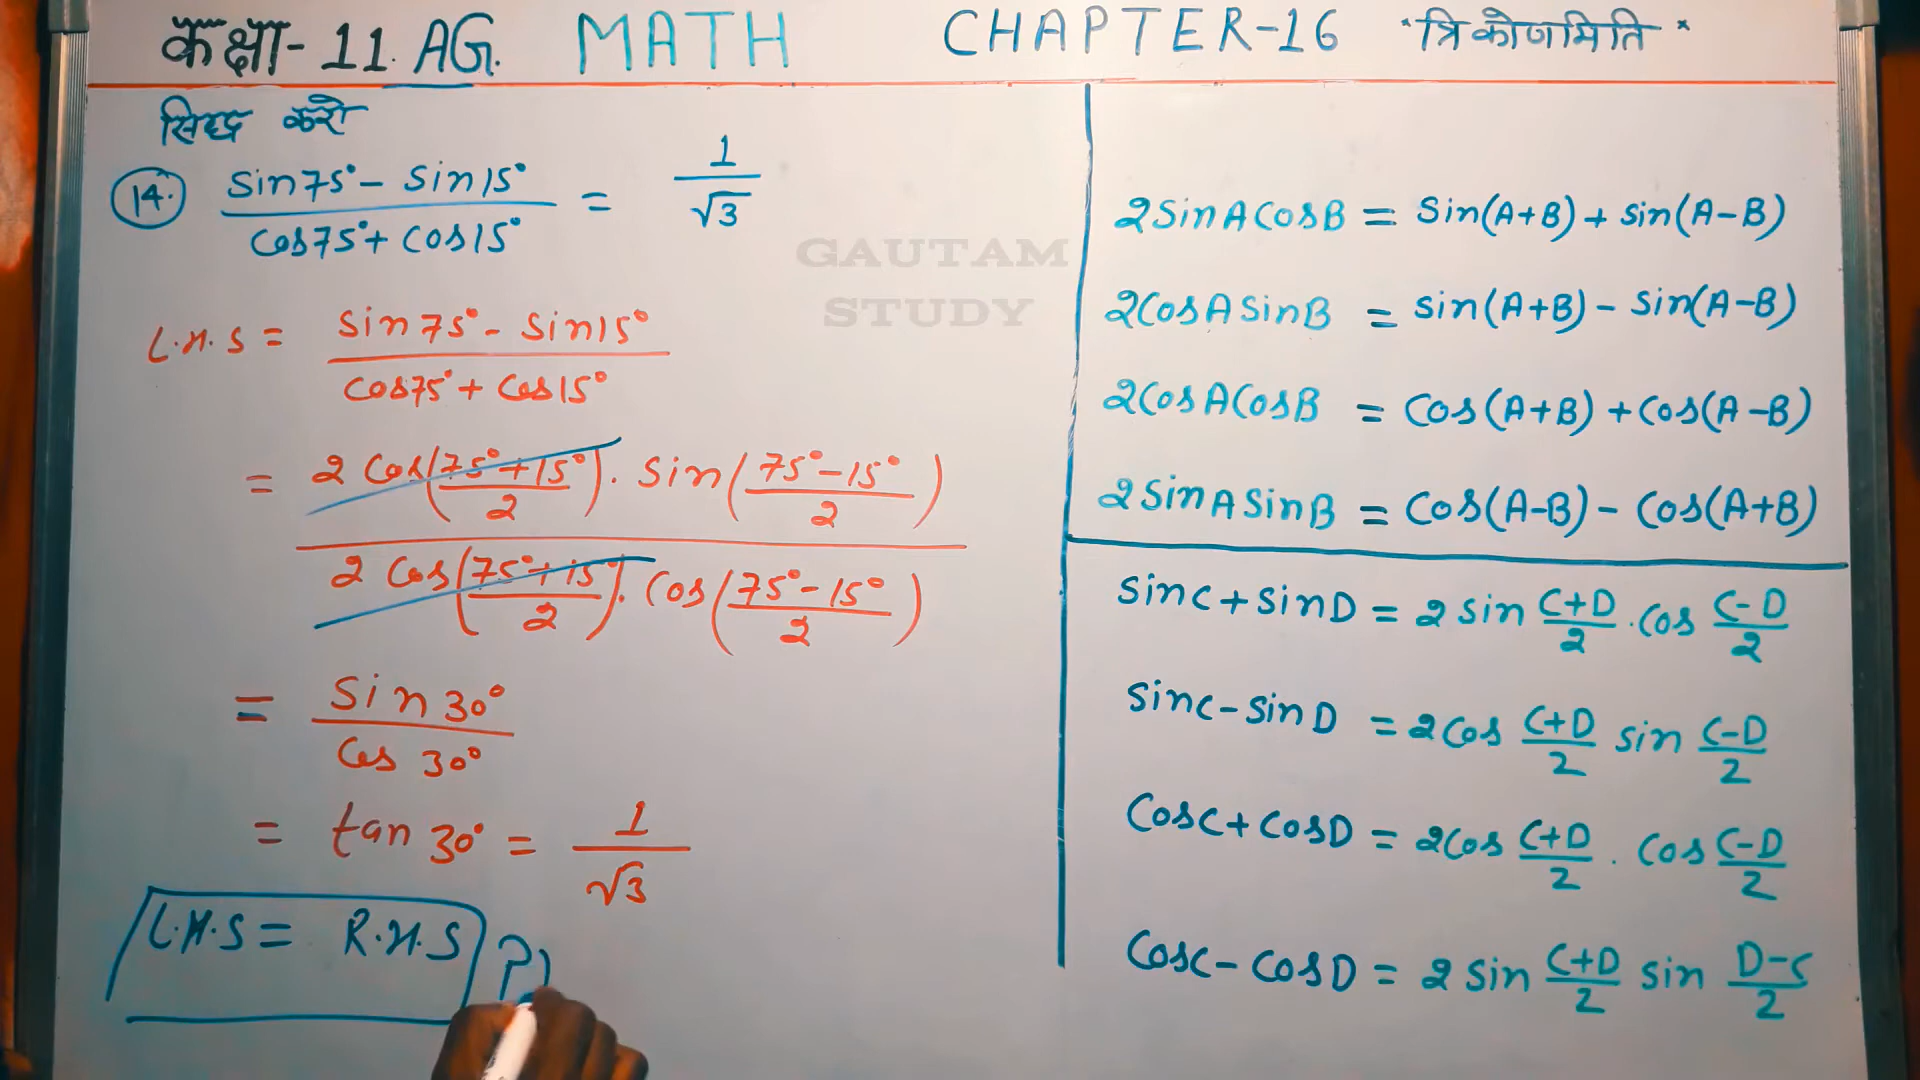 कक्षा- 11. AG. MATH CHAPTER-16 "त्रिकोणमिति"
सिद्ध करो
14. (sin75° - sin15°)/(cos75° + cos15°) = 1/√3
L.H.S = (sin75° - sin15°)/(cos75° + cos15°)
= (2 cos((75°+15°)/2) . sin((75°-15°)/2))/(2 cos((75°+15°)/2) . cos((75°-15°)/2))
= sin 30°/cos 30°
= tan 30° = 1/√3
L.H.S = R.H.S
GAUTAM
STUDY
2sinAcosB = sin(A+B) + sin(A-B)
2cosAsinB = sin(A+B) - sin(A-B)
2cosAcosB = cos(A+B) + cos(A-B)
2sinAsinB = cos(A-B) - cos(A+B)
sinC + sinD = 2 sin (C+D)/2 . cos (C-D)/2
sinC - sinD = 2cos (C+D)/2 sin (C-D)/2
cosC + cosD = 2cos (C+D)/2 . cos (C-D)/2
cosC - cosD = 2 sin (C+D)/2 sin (D-C)/2